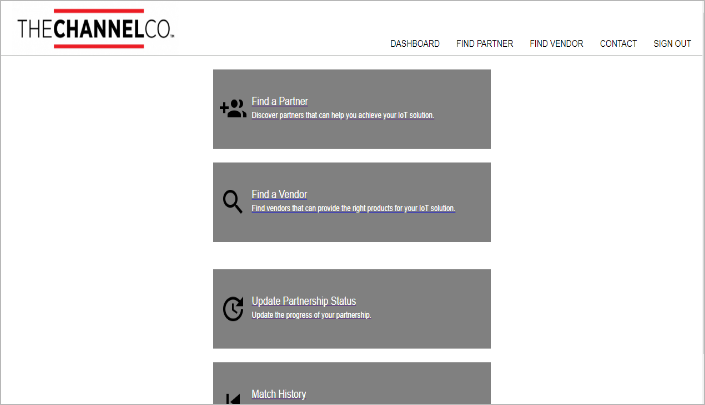 THECHANNELCO.™
DASHBOARD FIND PARTNER FIND VENDOR CONTACT SIGN OUT
Find a Partner
Discover partners that can help you achieve your IoT solution.
Find a Vendor
Find vendors that can provide the right products for your IoT solution.
Update Partnership Status
Update the progress of your partnership.
Match History